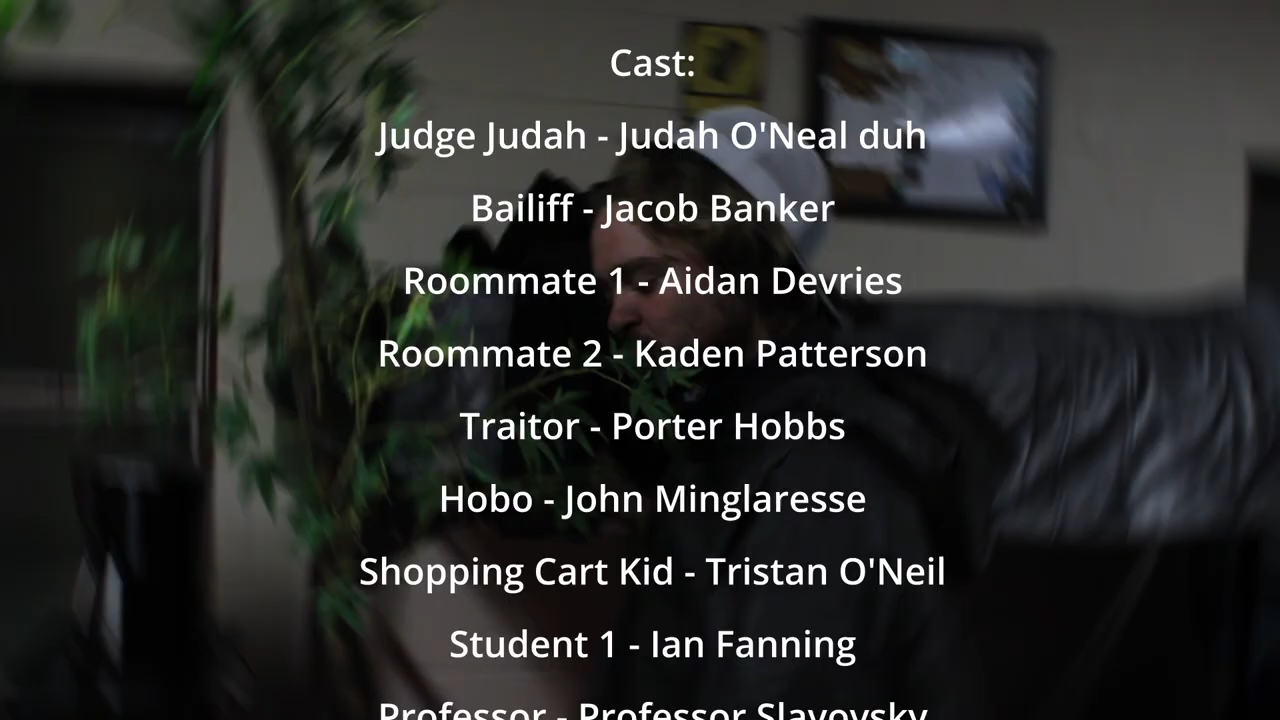 Cast:
Judge Judah - Judah O'Neal duh
Bailiff - Jacob Banker
Roommate 1 - Aidan Devries
Roommate 2 - Kaden Patterson
Traitor - Porter Hobbs
Hobo - John Minglaresse
Shopping Cart Kid - Tristan O'Neil
Student 1 - Ian Fanning
Professor - Professor Slavovsky